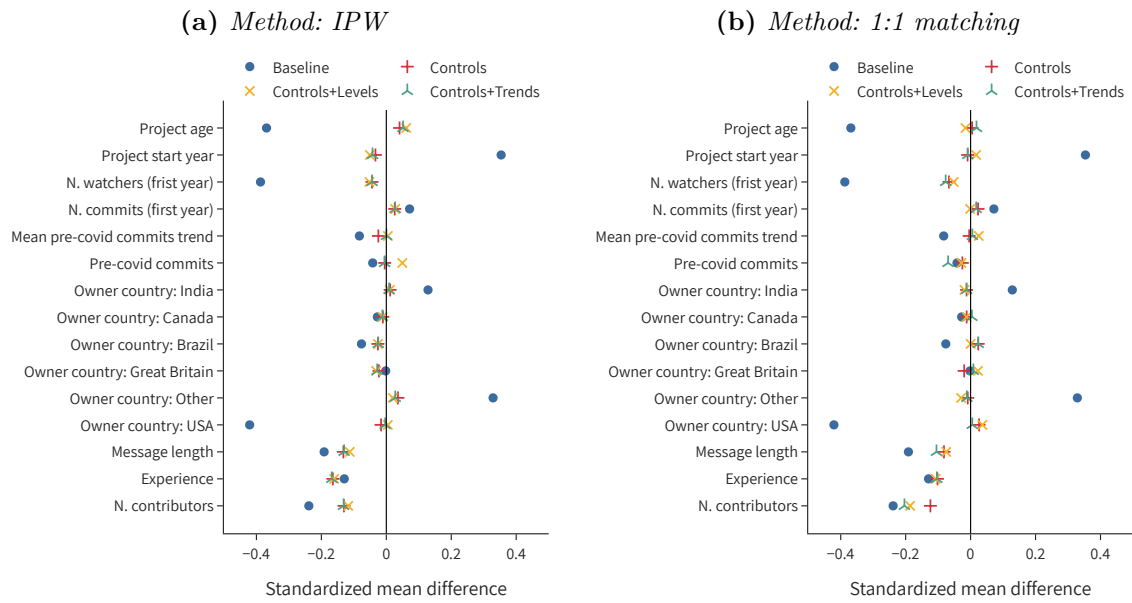 (a) Method: IPW
Baseline
Controls
Controls+Levels
Controls+Trends
Project age
Project start year
N. watchers (frist year)
N. commits (first year)
Mean pre-covid commits trend
Pre-covid commits
Owner country: India
Owner country: Canada
Owner country: Brazil
Owner country: Great Britain
Owner country: Other
Owner country: USA
Message length
Experience
N. contributors
−0.4 −0.2 0 0.2 0.4
Standardized mean difference
(b) Method: 1:1 matching
Baseline
Controls
Controls+Levels
Controls+Trends
Project age
Project start year
N. watchers (frist year)
N. commits (first year)
Mean pre-covid commits trend
Pre-covid commits
Owner country: India
Owner country: Canada
Owner country: Brazil
Owner country: Great Britain
Owner country: Other
Owner country: USA
Message length
Experience
N. contributors
−0.4 −0.2 0 0.2 0.4
Standardized mean difference